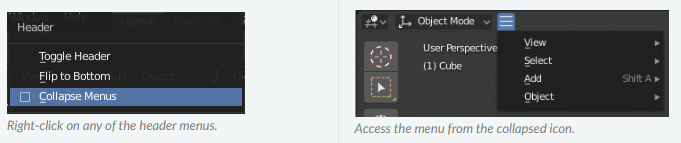 Header
Toggle Header
Flip to Bottom
Collapse Menus
Right-click on any of the header menus.
Object Mode
User Perspective
(1) Cube
View
Select
Add Shift A
Object
Access the menu from the collapsed icon.